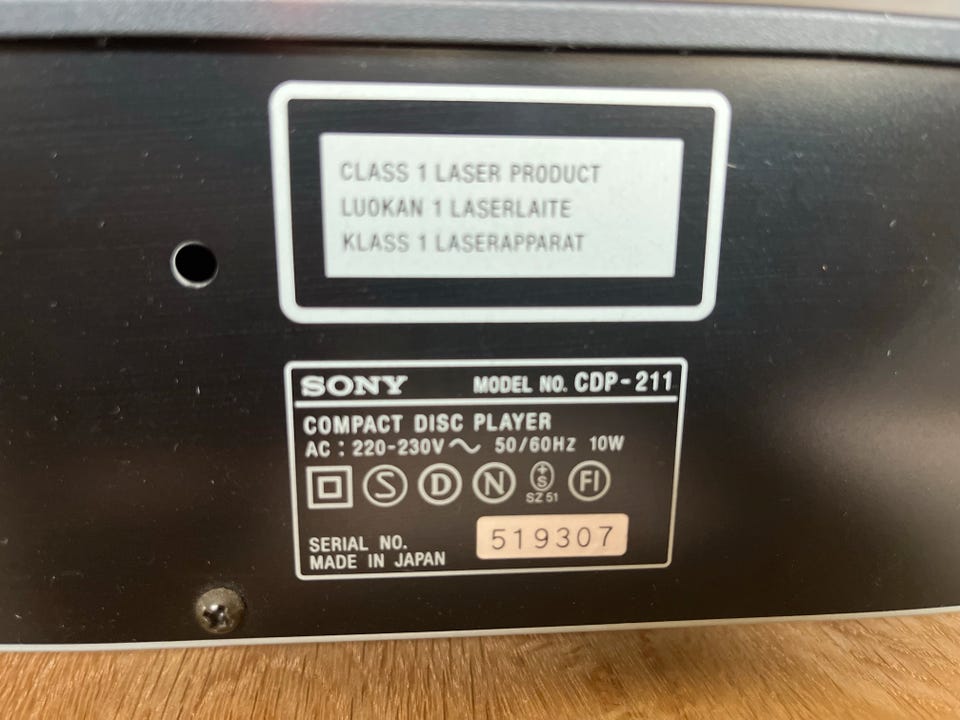 CLASS 1 LASER PRODUCT
LUOKAN 1 LASERLAITE
KLASS 1 LASERAPPARAT
SONY MODEL NO. CDP-211
COMPACT DISC PLAYER
AC : 220-230V ~ 50/60HZ 10W
S D N +S FI
SZ 51
SERIAL NO. 519307
MADE IN JAPAN